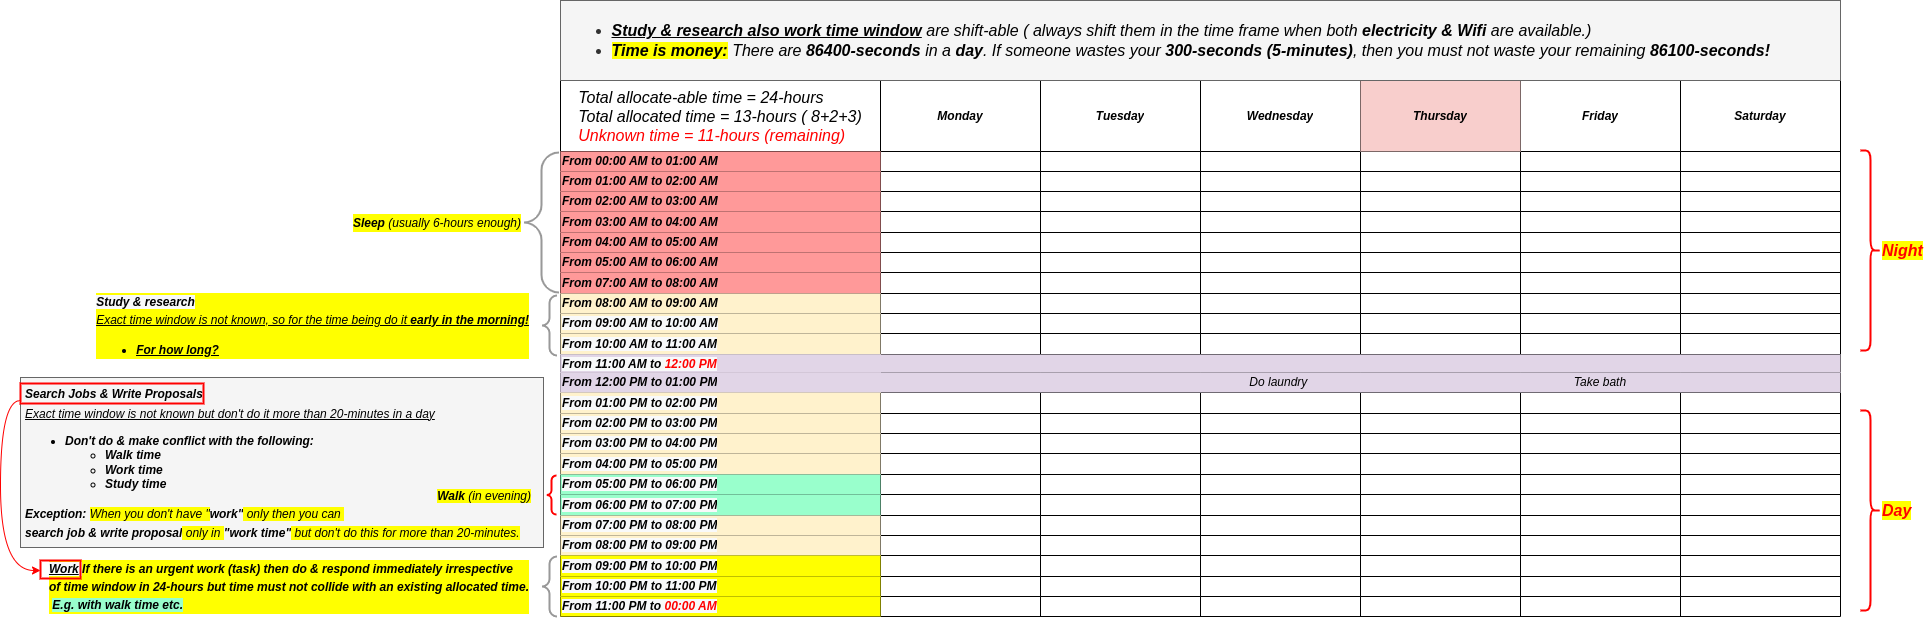 Study & research also work time window are shift-able ( always shift them in the time frame when both electricity & Wifi are available.)
Time is money: There are 86400-seconds in a day. If someone wastes your 300-seconds (5-minutes), then you must not waste your remaining 86100-seconds!
Total allocate-able time = 24-hours
Total allocated time = 13-hours ( 8+2+3)
Unknown time = 11-hours (remaining)
Monday
Tuesday
Wednesday
Thursday
Friday
Saturday
From 00:00 AM to 01:00 AM
From 01:00 AM to 02:00 AM
From 02:00 AM to 03:00 AM
From 03:00 AM to 04:00 AM
From 04:00 AM to 05:00 AM
From 05:00 AM to 06:00 AM
From 07:00 AM to 08:00 AM
From 08:00 AM to 09:00 AM
From 09:00 AM to 10:00 AM
From 10:00 AM to 11:00 AM
From 11:00 AM to 12:00 PM
From 12:00 PM to 01:00 PM
Do laundry
Take bath
From 01:00 PM to 02:00 PM
From 02:00 PM to 03:00 PM
From 03:00 PM to 04:00 PM
From 04:00 PM to 05:00 PM
From 05:00 PM to 06:00 PM
From 06:00 PM to 07:00 PM
From 07:00 PM to 08:00 PM
From 08:00 PM to 09:00 PM
From 09:00 PM to 10:00 PM
From 10:00 PM to 11:00 PM
From 11:00 PM to 00:00 AM
Sleep (usually 6-hours enough)
Study & research
Exact time window is not known, so for the time being do it early in the morning!
For how long?
Search Jobs & Write Proposals
Exact time window is not known but don't do it more than 20-minutes in a day
Don't do & make conflict with the following:
Walk time
Work time
Study time
Walk (in evening)
Exception: When you don't have "work" only then you can
search job & write proposal only in "work time" but don't do this for more than 20-minutes.
Work If there is an urgent work (task) then do & respond immediately irrespective
of time window in 24-hours but time must not collide with an existing allocated time.
E.g. with walk time etc.
Night
Day